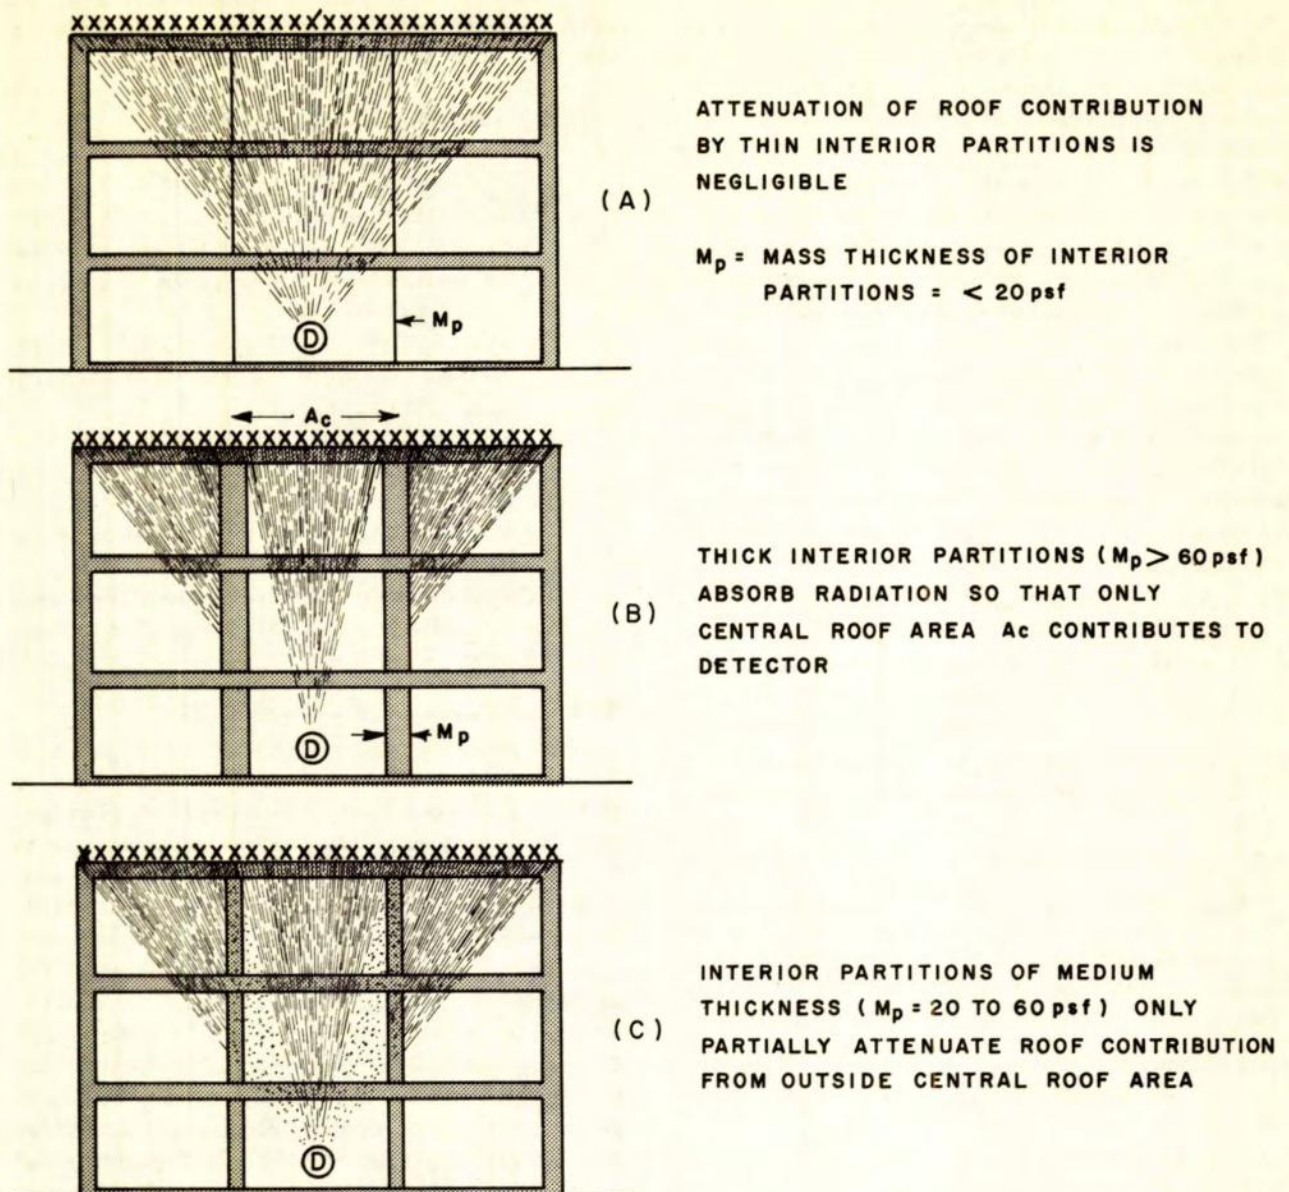 XXXXXXXXXXXXXXXXXXXXXXXXXXXXXX
ATTENUATION OF ROOF CONTRIBUTION
BY THIN INTERIOR PARTITIONS IS
NEGLIGIBLE
(A)
Mp = MASS THICKNESS OF INTERIOR
PARTITIONS = < 20 psf
Mp
D
Ac
XXXXXXXXXXXXXXXXXXXXXXXXXXXXXX
THICK INTERIOR PARTITIONS (Mp > 60 psf)
ABSORB RADIATION SO THAT ONLY
(B)
CENTRAL ROOF AREA Ac CONTRIBUTES TO
DETECTOR
Mp
D
XXXXXXXXXXXXXXXXXXXXXXXXXXXXXX
INTERIOR PARTITIONS OF MEDIUM
THICKNESS (Mp = 20 TO 60 psf) ONLY
(C)
PARTIALLY ATTENUATE ROOF CONTRIBUTION
FROM OUTSIDE CENTRAL ROOF AREA
D